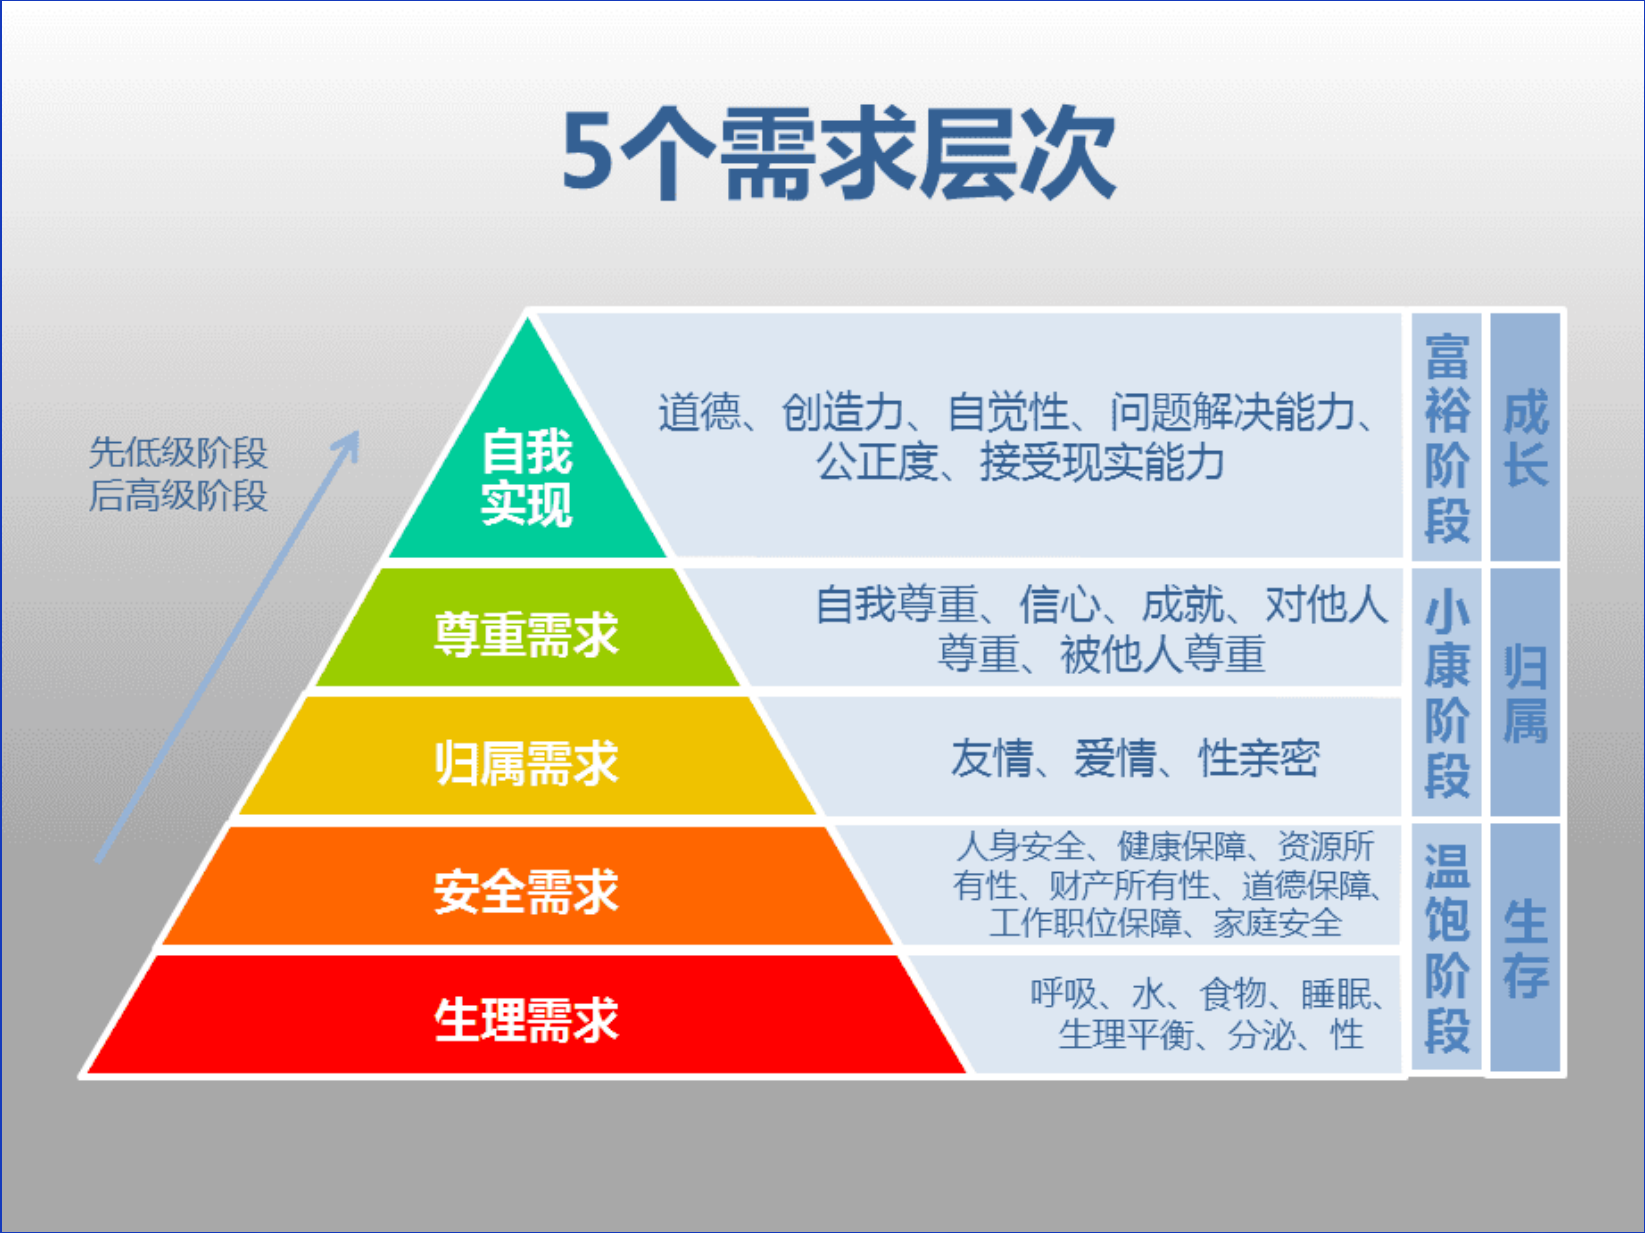 5个需求层次
先低级阶段
后高级阶段
自我
实现
道德、创造力、自觉性、问题解决能力、
公正度、接受现实能力
富裕阶段
成长
尊重需求
自我尊重、信心、成就、对他人
尊重、被他人尊重
小康阶段
归属
归属需求
友情、爱情、性亲密
安全需求
人身安全、健康保障、资源所
有性、财产所有性、道德保障、
工作职位保障、家庭安全
温饱阶段
生存
生理需求
呼吸、水、食物、睡眠、
生理平衡、分泌、性